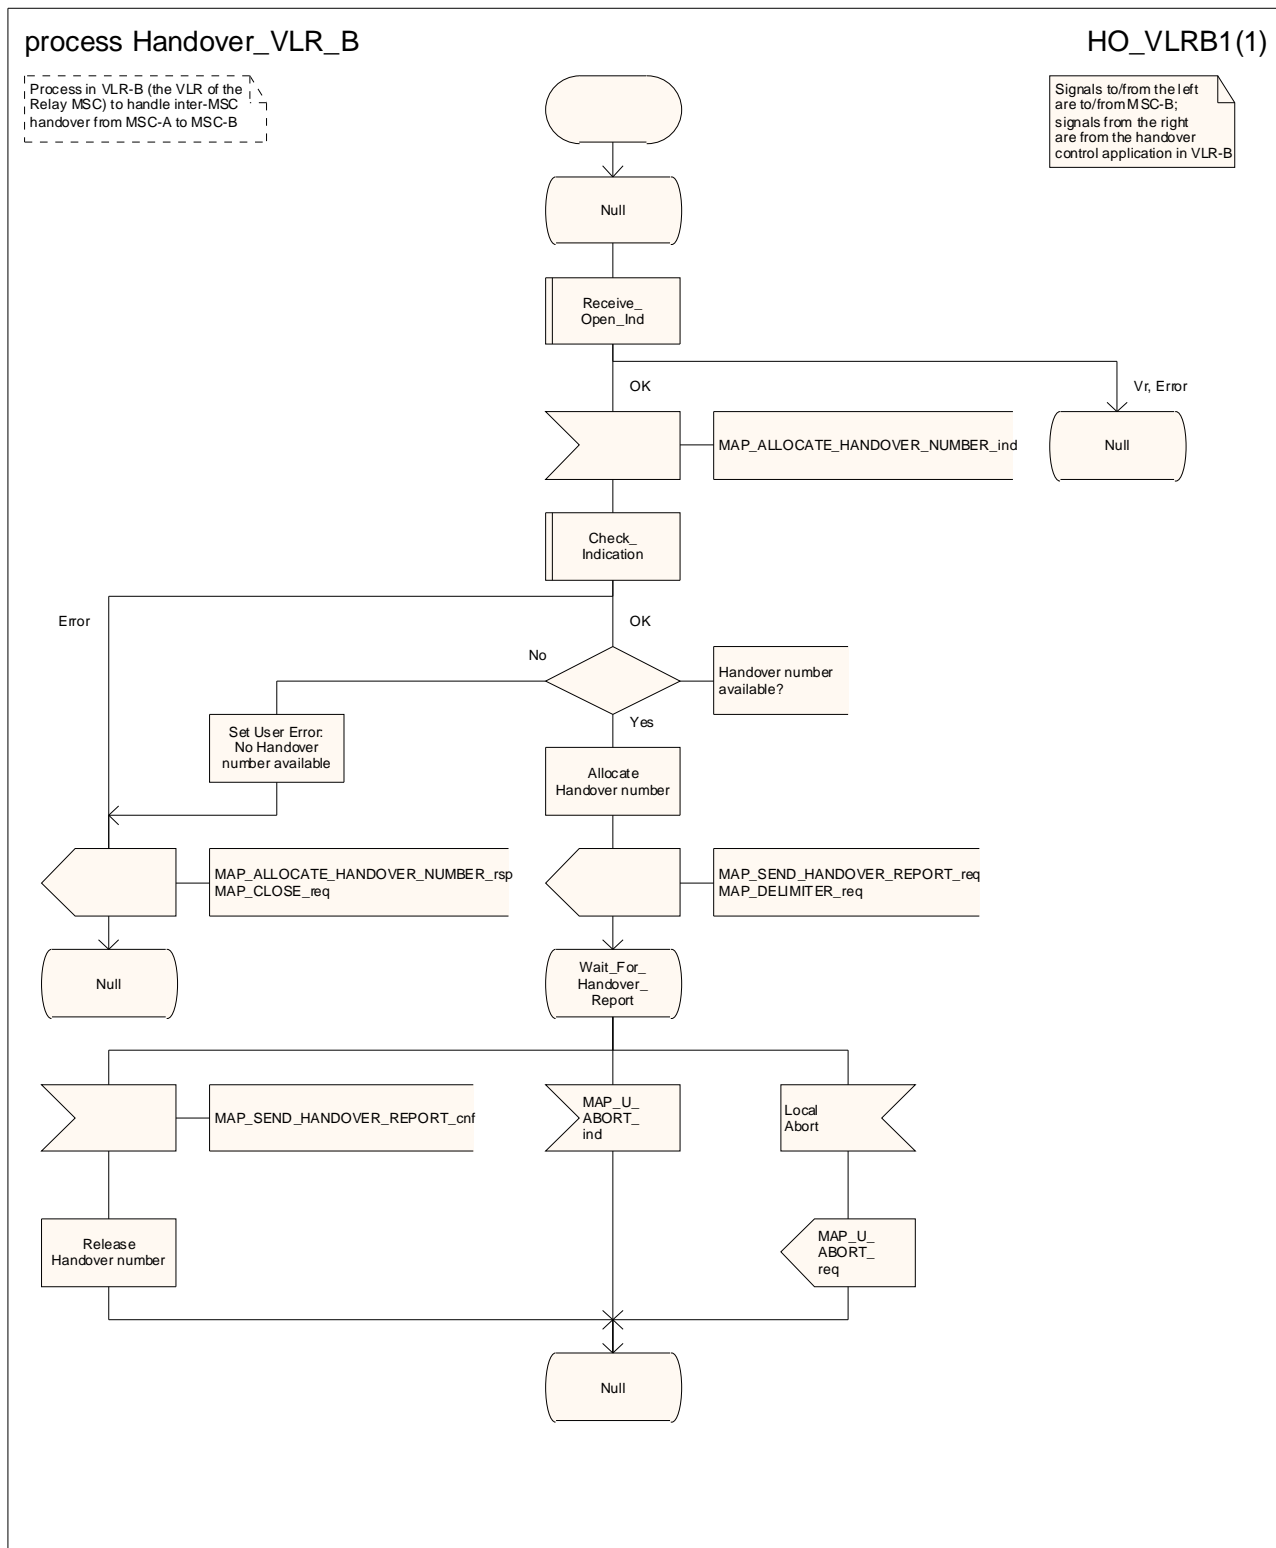 process Handover_VLR_B
HO_VLRB1(1)
Process in VLR-B (the VLR of the
Relay MSC) to handle inter-MSC
handover from MSC-A to MSC-B
Signals to/from the left
are to/from MSC-B;
signals from the right
are from the handover
control application in VLR-B
Null
Receive_
Open_Ind
OK
Vr, Error
MAP_ALLOCATE_HANDOVER_NUMBER_ind
Null
Check_
Indication
Error
OK
No
Handover number
available?
Yes
Set User Error:
No Handover
number available
Allocate
Handover number
MAP_ALLOCATE_HANDOVER_NUMBER_rsp
MAP_CLOSE_req
MAP_SEND_HANDOVER_REPORT_req
MAP_DELIMITER_req
Null
Wait_For_
Handover_
Report
MAP_SEND_HANDOVER_REPORT_cnf
MAP_U_
ABORT_
ind
Local
Abort
Release
Handover number
MAP_U_
ABORT_
req
Null